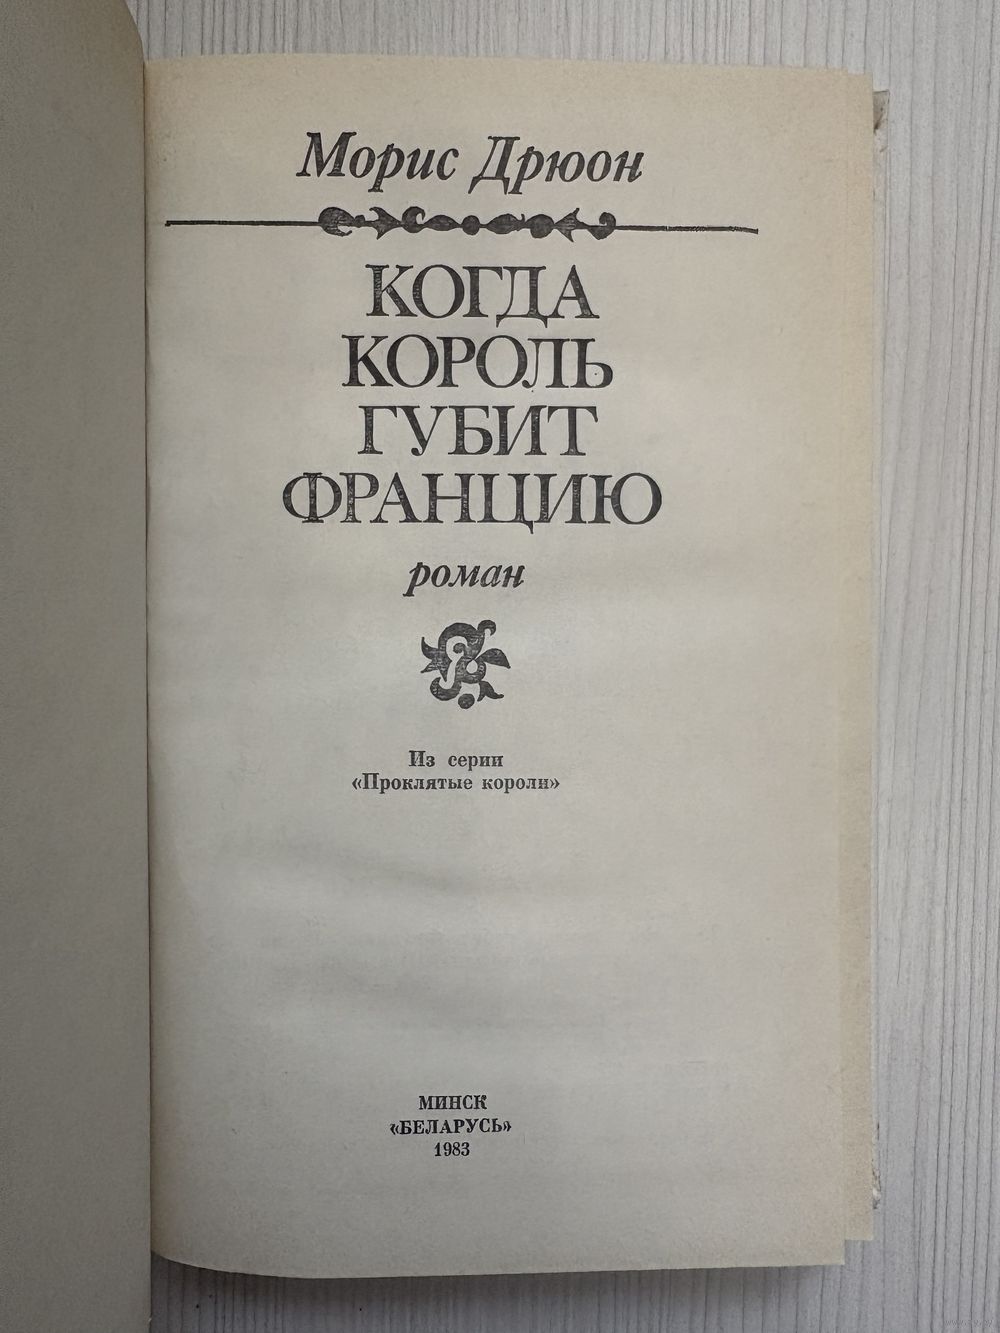 Морис Дрюон
КОГДА
КОРОЛЬ
ГУБИТ
ФРАНЦИЮ
роман
Из серии
«Проклятые короли»
МИНСК
«БЕЛАРУСЬ»
1983